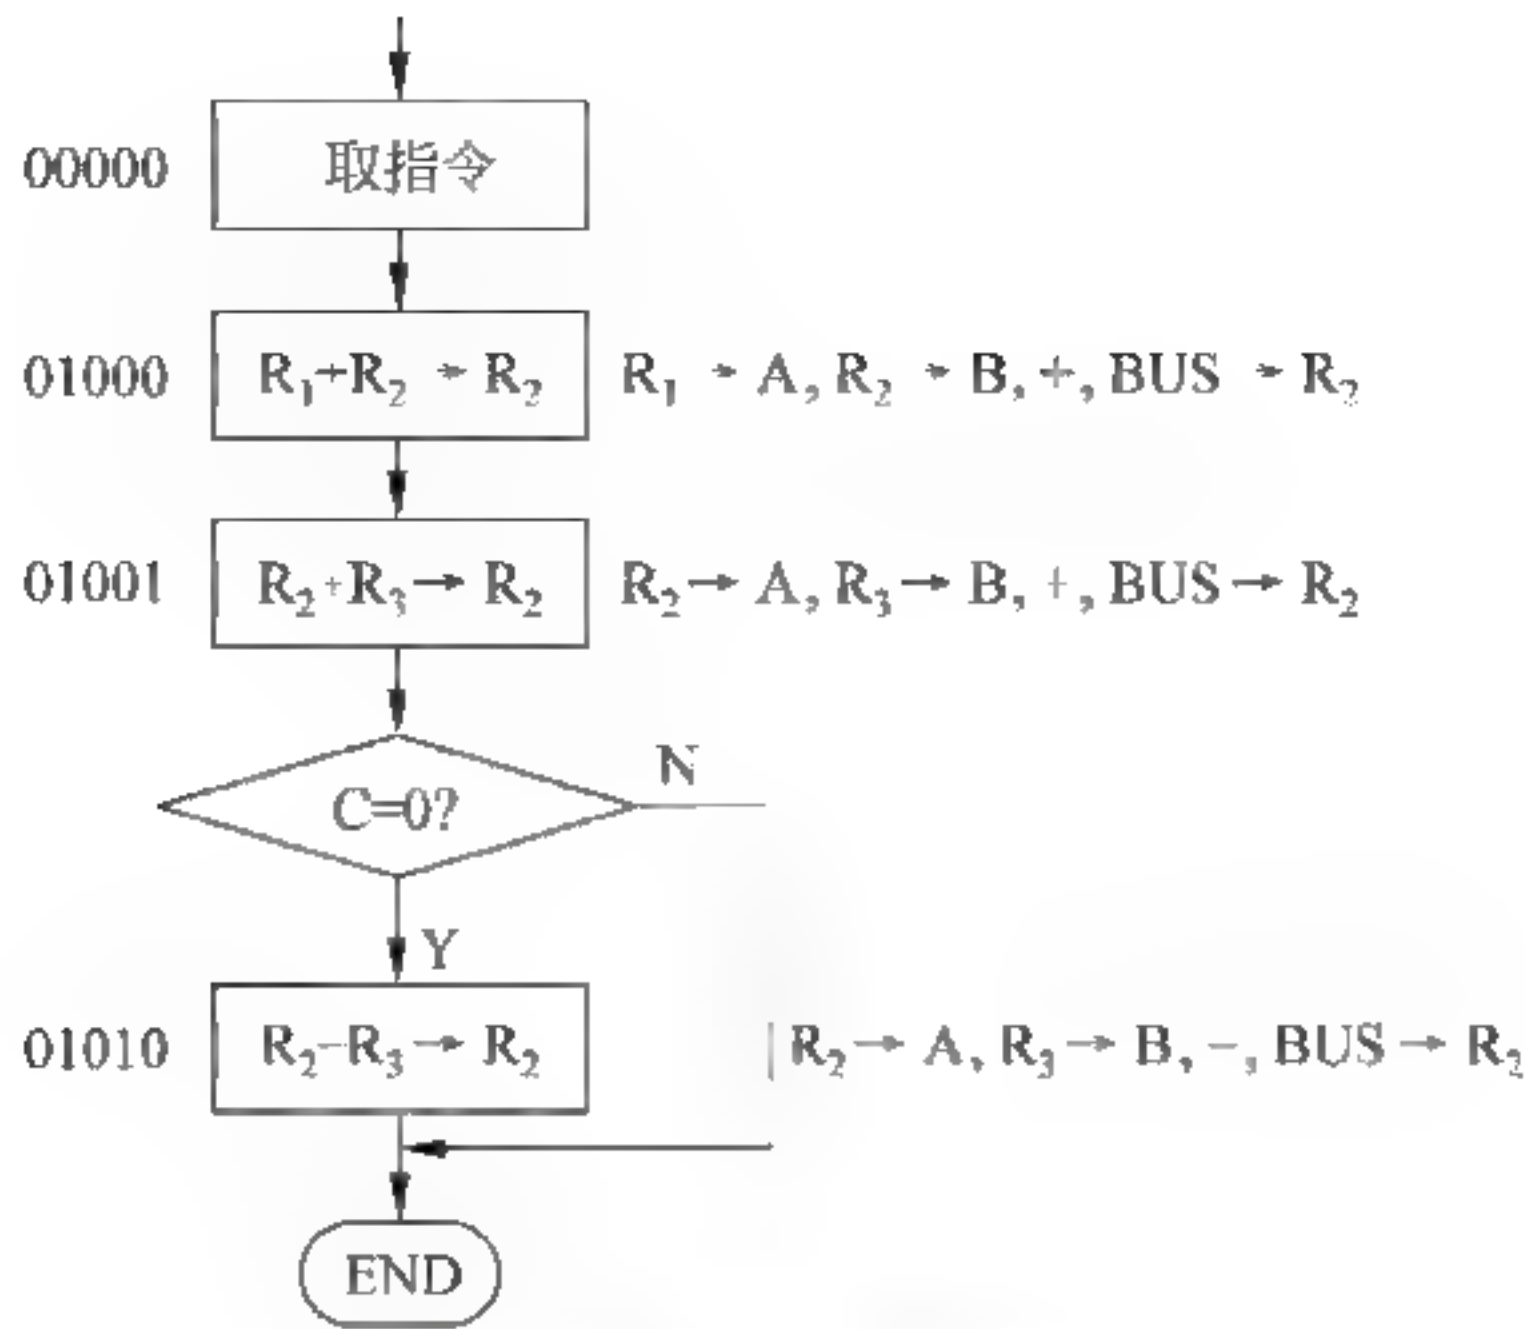 00000 取指令
01000 R₁+R₂→R₂ R₁→A, R₂→B, +, BUS→R₂
01001 R₂+R₃→R₂ R₂→A, R₃→B, +, BUS→R₂
N
C=0?
Y
01010 R₂-R₃→R₂ R₂→A, R₃→B, -, BUS→R₂
END